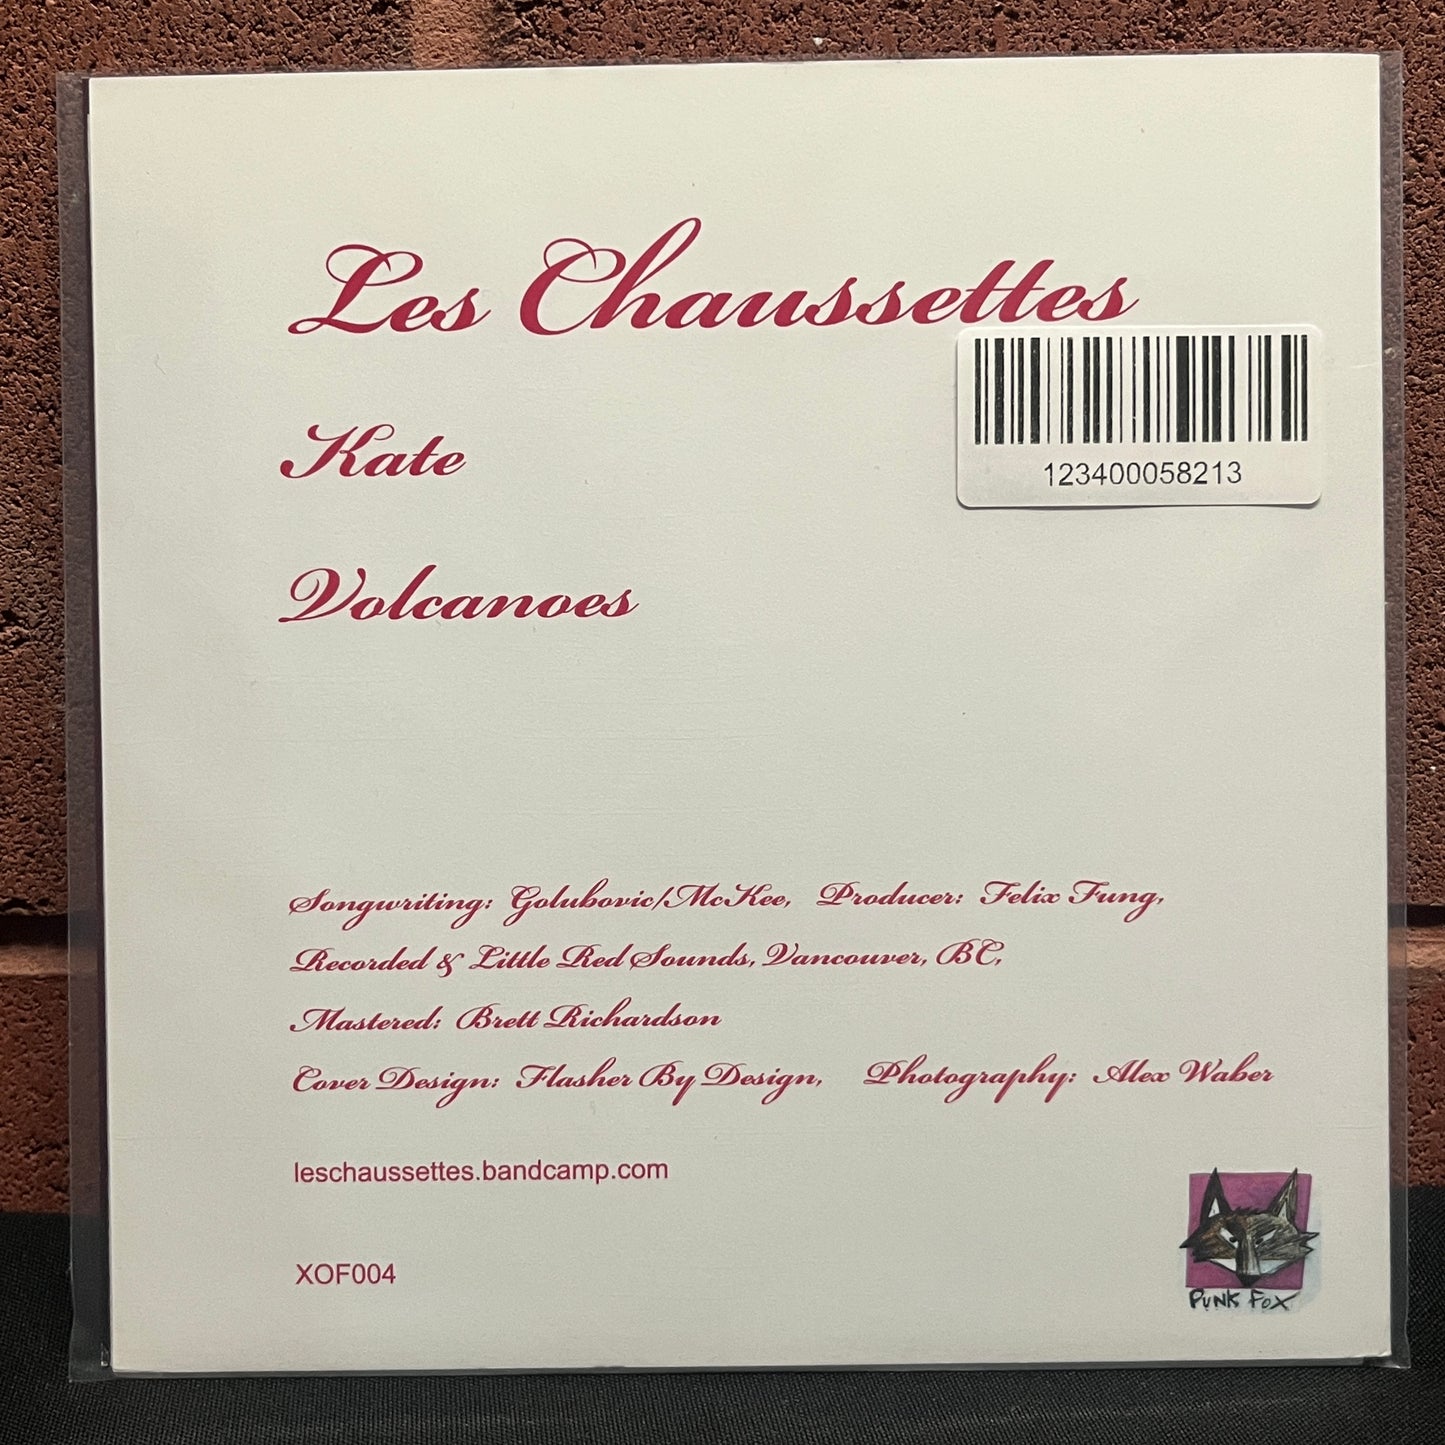 Les Chaussettes
123400058213
Kate
Volcanoes
Songwriting: Golubovic/McKee, Producer: Felix Fung,
Recorded & Little Red Sounds, Vancouver, BC,
Mastered: Brett Richardson
Cover Design: Flasher By Design, Photography: Alex Waber
leschaussettes.bandcamp.com
XOF004
PUNK FOX